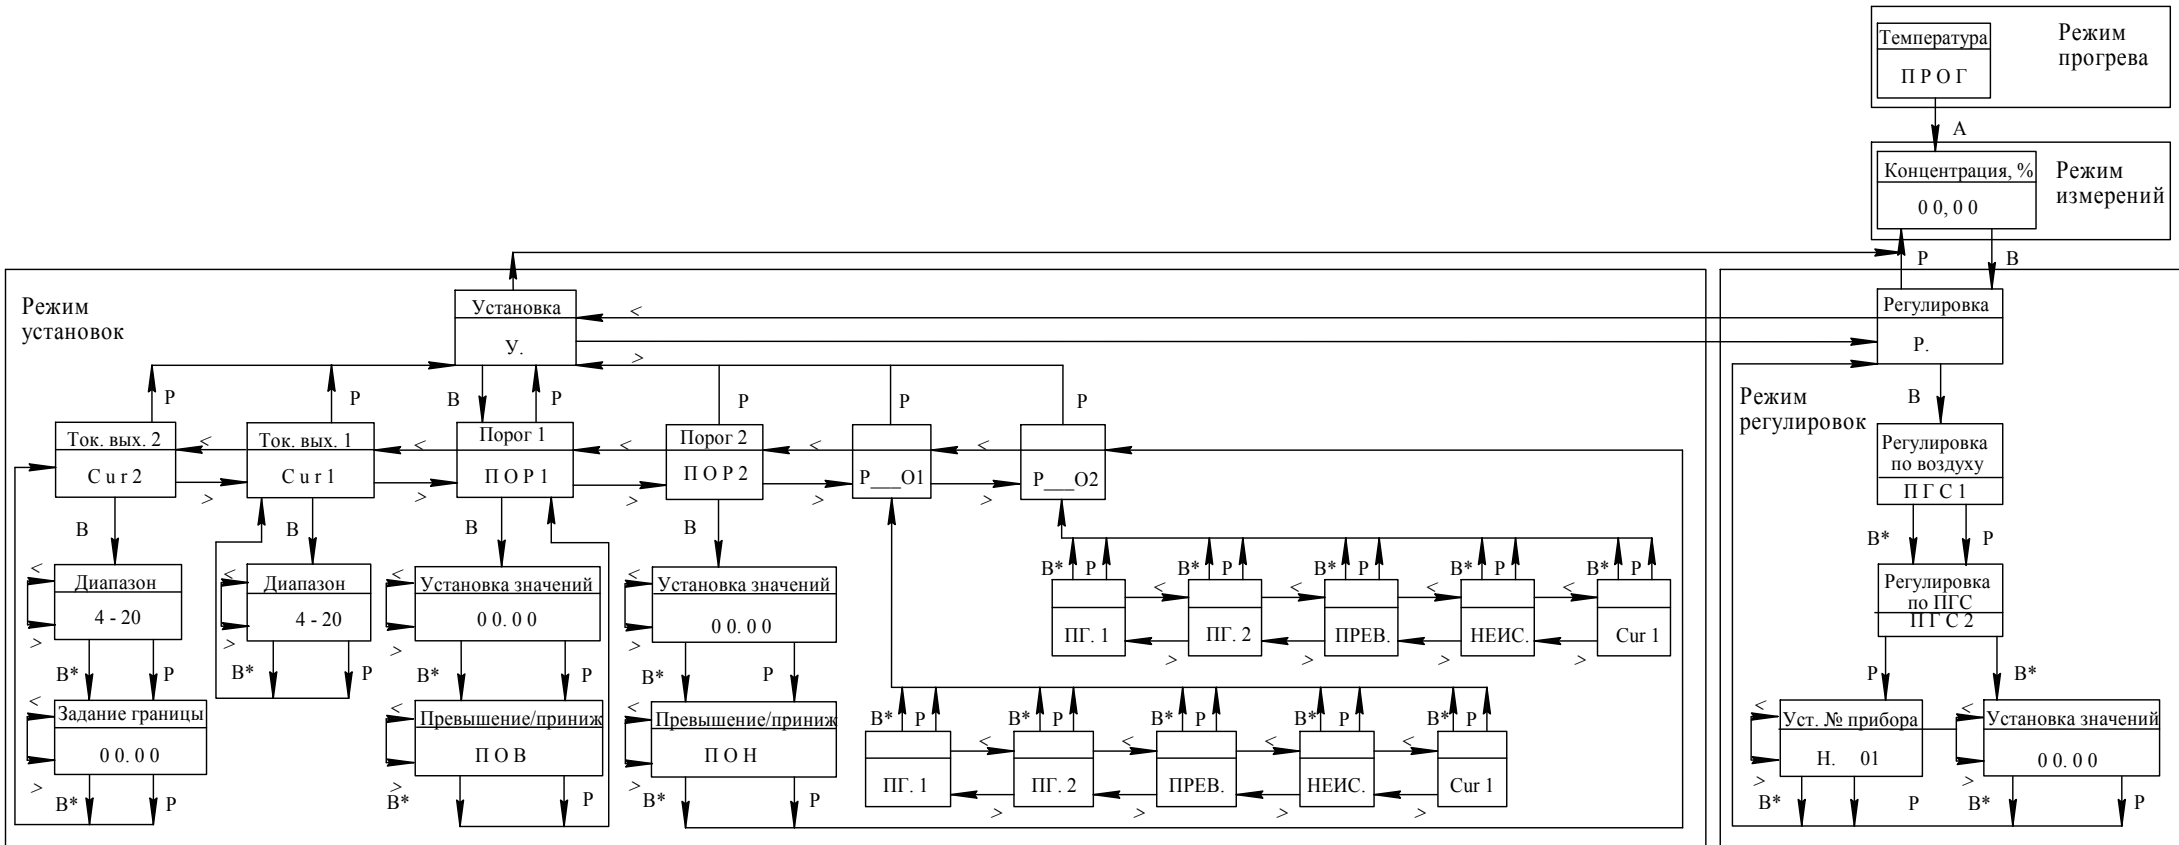 Температура
П Р О Г
Режим
прогрева
А
Концентрация, %
0 0, 0 0
Режим
измерений
Р
В
Режим
установок
Установка
У.
<
>
Регулировка
Р.
Р
Р
В
Р
Р
Р
Р
В
Режим
регулировок
Ток. вых. 2
C u r 2
<
>
Ток. вых. 1
C u r 1
<
>
Порог 1
П О Р 1
<
>
Порог 2
П О Р 2
<
>
Р___О1
<
>
Р___О2
Регулировка
по воздуху
П Г С 1
В
В
В
В
В*
Р
<
Диапазон
4 - 20
>
<
Диапазон
4 - 20
>
<
Установка значений
0 0. 0 0
>
<
Установка значений
0 0. 0 0
>
В*
Р
В*
Р
В*
Р
В*
Р
В*
Р
<
<
<
<
ПГ. 1
ПГ. 2
ПРЕВ.
НЕИС.
Cur 1
>
>
>
>
Регулировка
по ПГС
П Г С 2
В*
Р
В*
Р
В*
Р
В*
Р
Р
В*
<
Задание границы
0 0. 0 0
>
<
Превышение/приниж
П О В
>
<
Превышение/приниж
П О Н
>
В*
Р
В*
Р
В*
Р
В*
Р
В*
Р
<
<
<
<
ПГ. 1
ПГ. 2
ПРЕВ.
НЕИС.
Cur 1
>
>
>
>
<
Уст. № прибора
Н. 01
>
<
Установка значений
0 0. 0 0
>
В*
Р
В*
Р
В*
Р
В*
Р
В*
Р